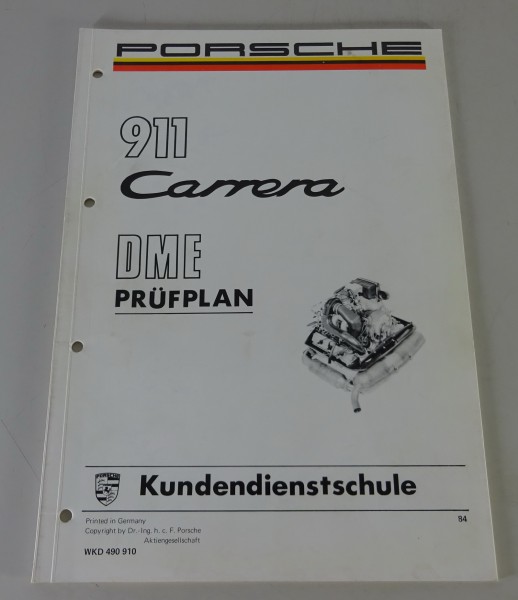 PORSCHE
911
Carrera
DME
PRÜFPLAN
PORSCHE
Kundendienstschule
Printed in Germany
84
Copyright by Dr.-Ing. h. c. F. Porsche
Aktiengesellschaft
WKD 490 910